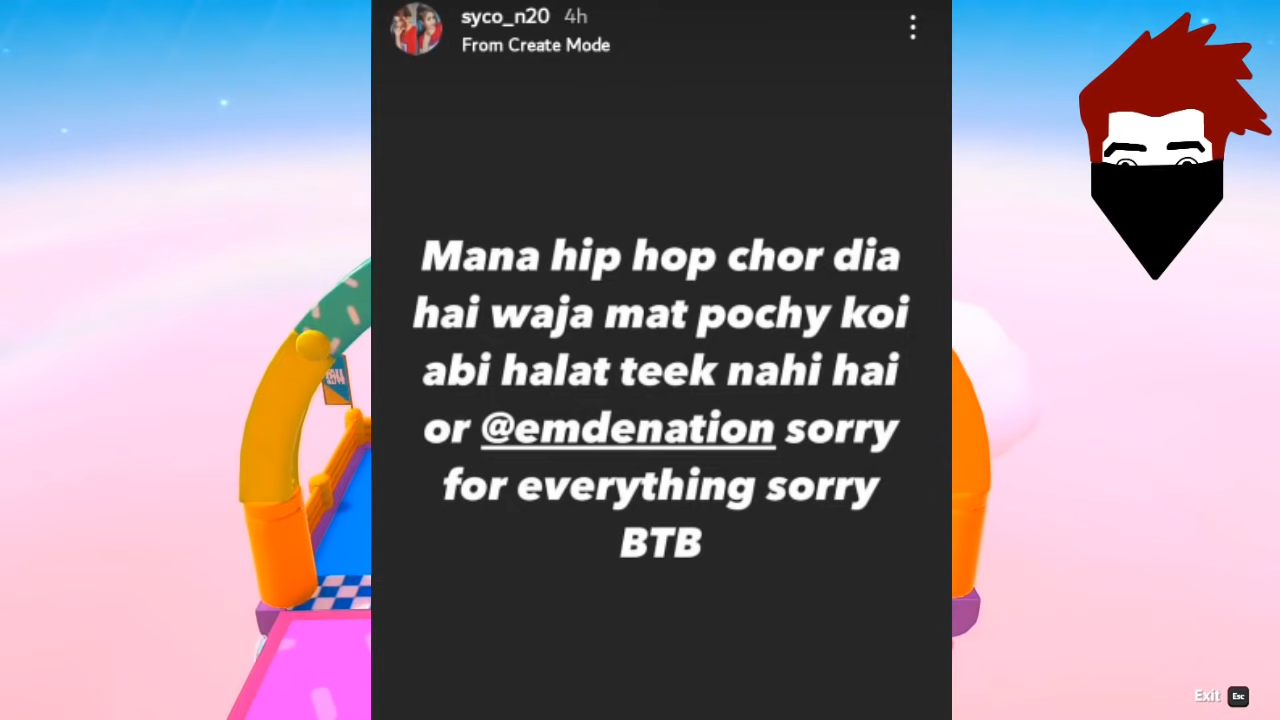 syco_n20 4h
From Create Mode
Mana hip hop chor dia
hai waja mat pochy koi
abi halat teek nahi hai
or @emdenation sorry
for everything sorry
BTB
Exit Esc